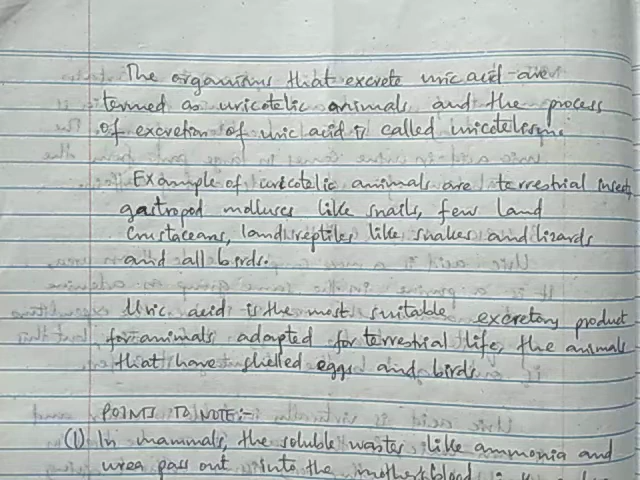 The organisms that excrete uric acid are
termed as uricotelic animals and the process
of excretion of uric acid is called uricotelesm.
Example of uricotelic animals are terrestrial insect,
gastropod molluscs like snails, few land
crustaceans, land reptiles like snakes and lizards
and all birds.
Uric acid is the most suitable excretory product
for animals adapted for terrestrial life, the animals
that have shelled eggs and birds.
POINTS TO NOTE:-
(1) In mammals, the soluble wastes like ammonia and
urea pass out into the mother blood